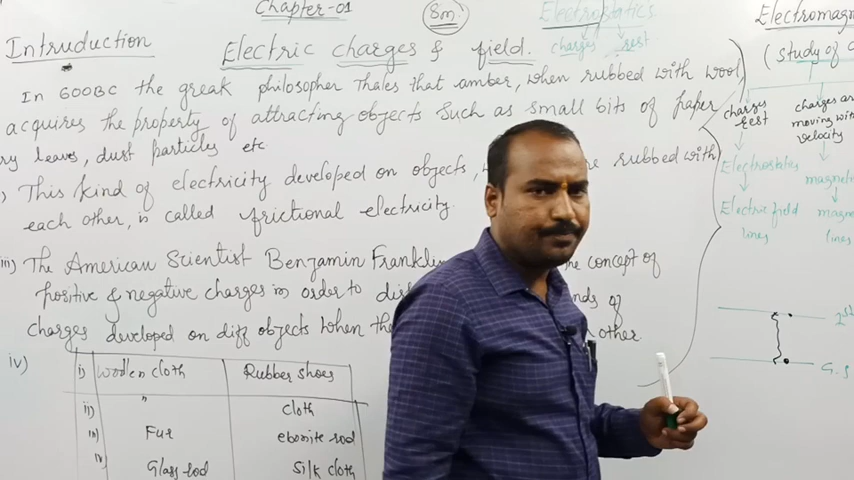 Chapter-01
8m
Electrostatics
charges rest
Intruduction
Electric charges & field.
In 600BC the greak philosopher Thales that amber, when rubbed with wool
acquires the property of attracting objects such as small bits of paper
leaves, dust particles etc
This kind of electricity developed on objects, rubbed with
each other, is called frictional electricity.
iii) The American Scientist Benjamin Franklin the concept of
positive & negative charges in order to of
charges developed on diff objects when other
iv)
i) Woolen cloth Rubber shoes
ii) " cloth
iii) Fur ebonite rod
iv) Glass rod Silk cloth
(study of
charges rest
charges are moving with velocity
Electrostatics
Electric field lines
lines
G.S